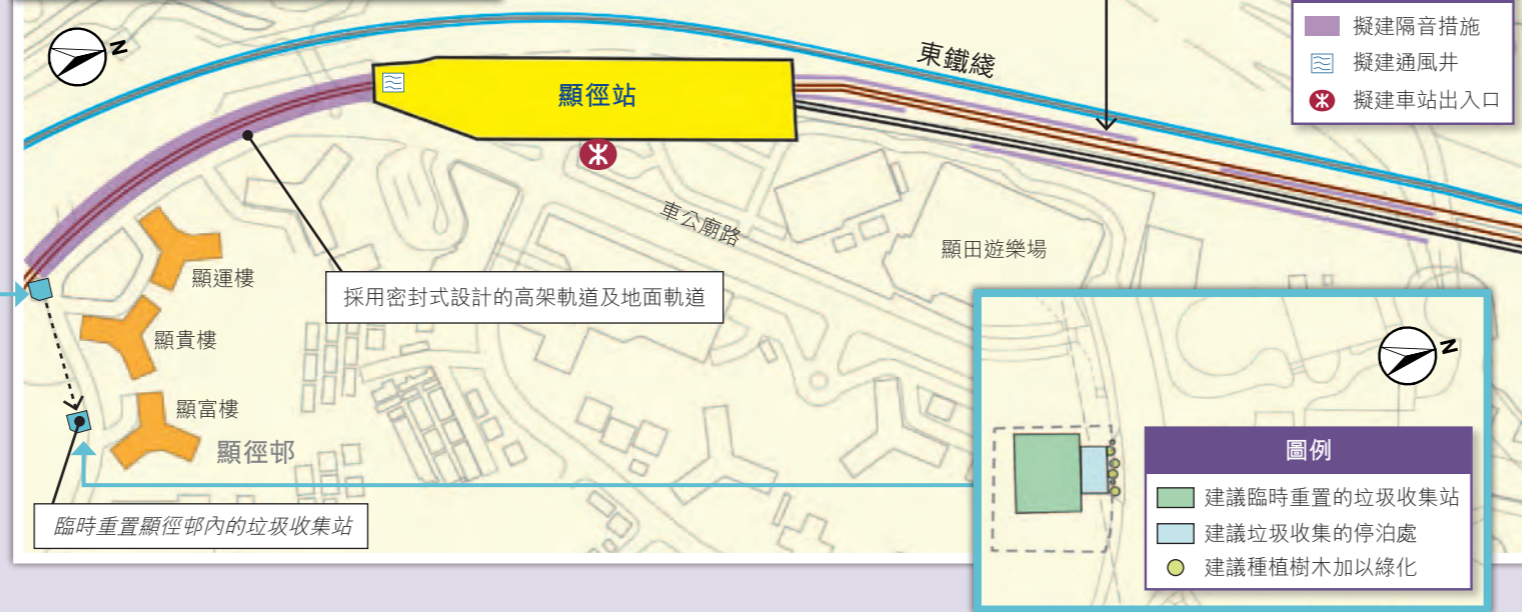 N
東鐵綫
擬建隔音措施
擬建通風井
擬建車站出入口
顯徑站
車公廟路
顯田遊樂場
顯運樓
採用密封式設計的高架軌道及地面軌道
顯貴樓
顯富樓
顯徑邨
臨時重置顯徑邨內的垃圾收集站
N
圖例
建議臨時重置的垃圾收集站
建議垃圾收集的停泊處
建議種植樹木加以綠化